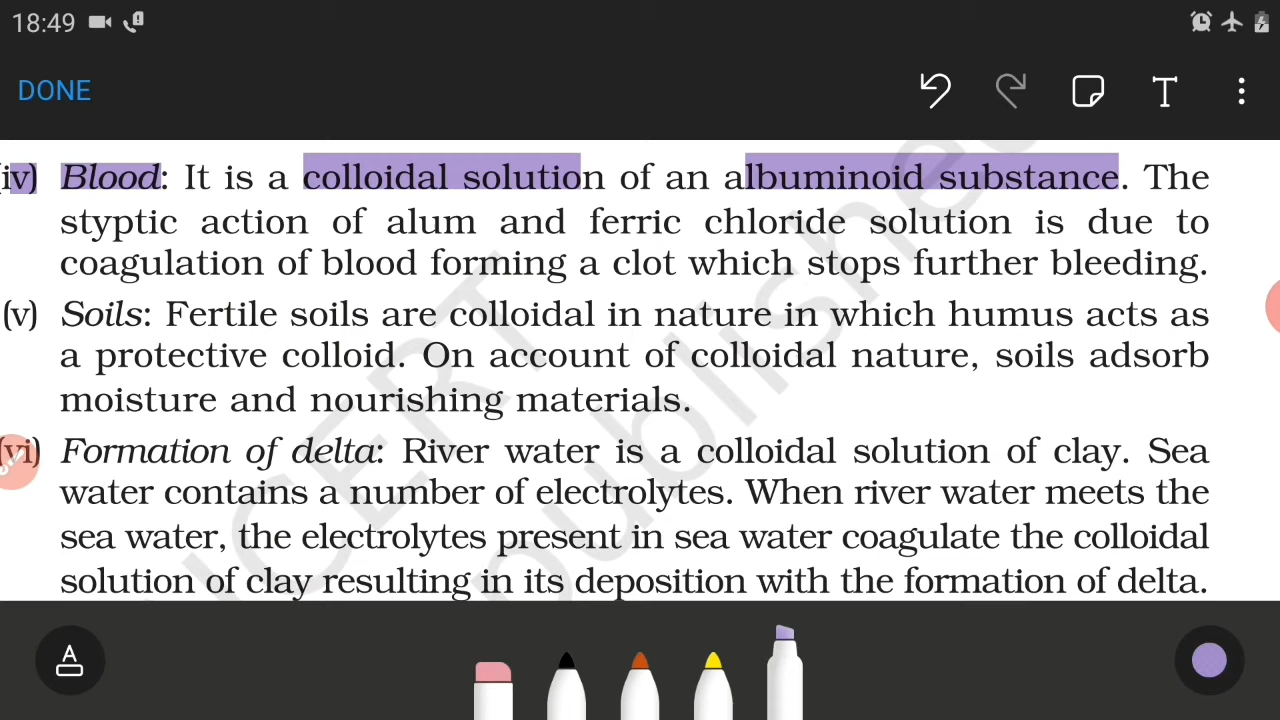 18:49
DONE
T
(iv) Blood: It is a colloidal solution of an albuminoid substance. The
styptic action of alum and ferric chloride solution is due to
coagulation of blood forming a clot which stops further bleeding.
(v) Soils: Fertile soils are colloidal in nature in which humus acts as
a protective colloid. On account of colloidal nature, soils adsorb
moisture and nourishing materials.
(vi) Formation of delta: River water is a colloidal solution of clay. Sea
water contains a number of electrolytes. When river water meets the
sea water, the electrolytes present in sea water coagulate the colloidal
solution of clay resulting in its deposition with the formation of delta.
A